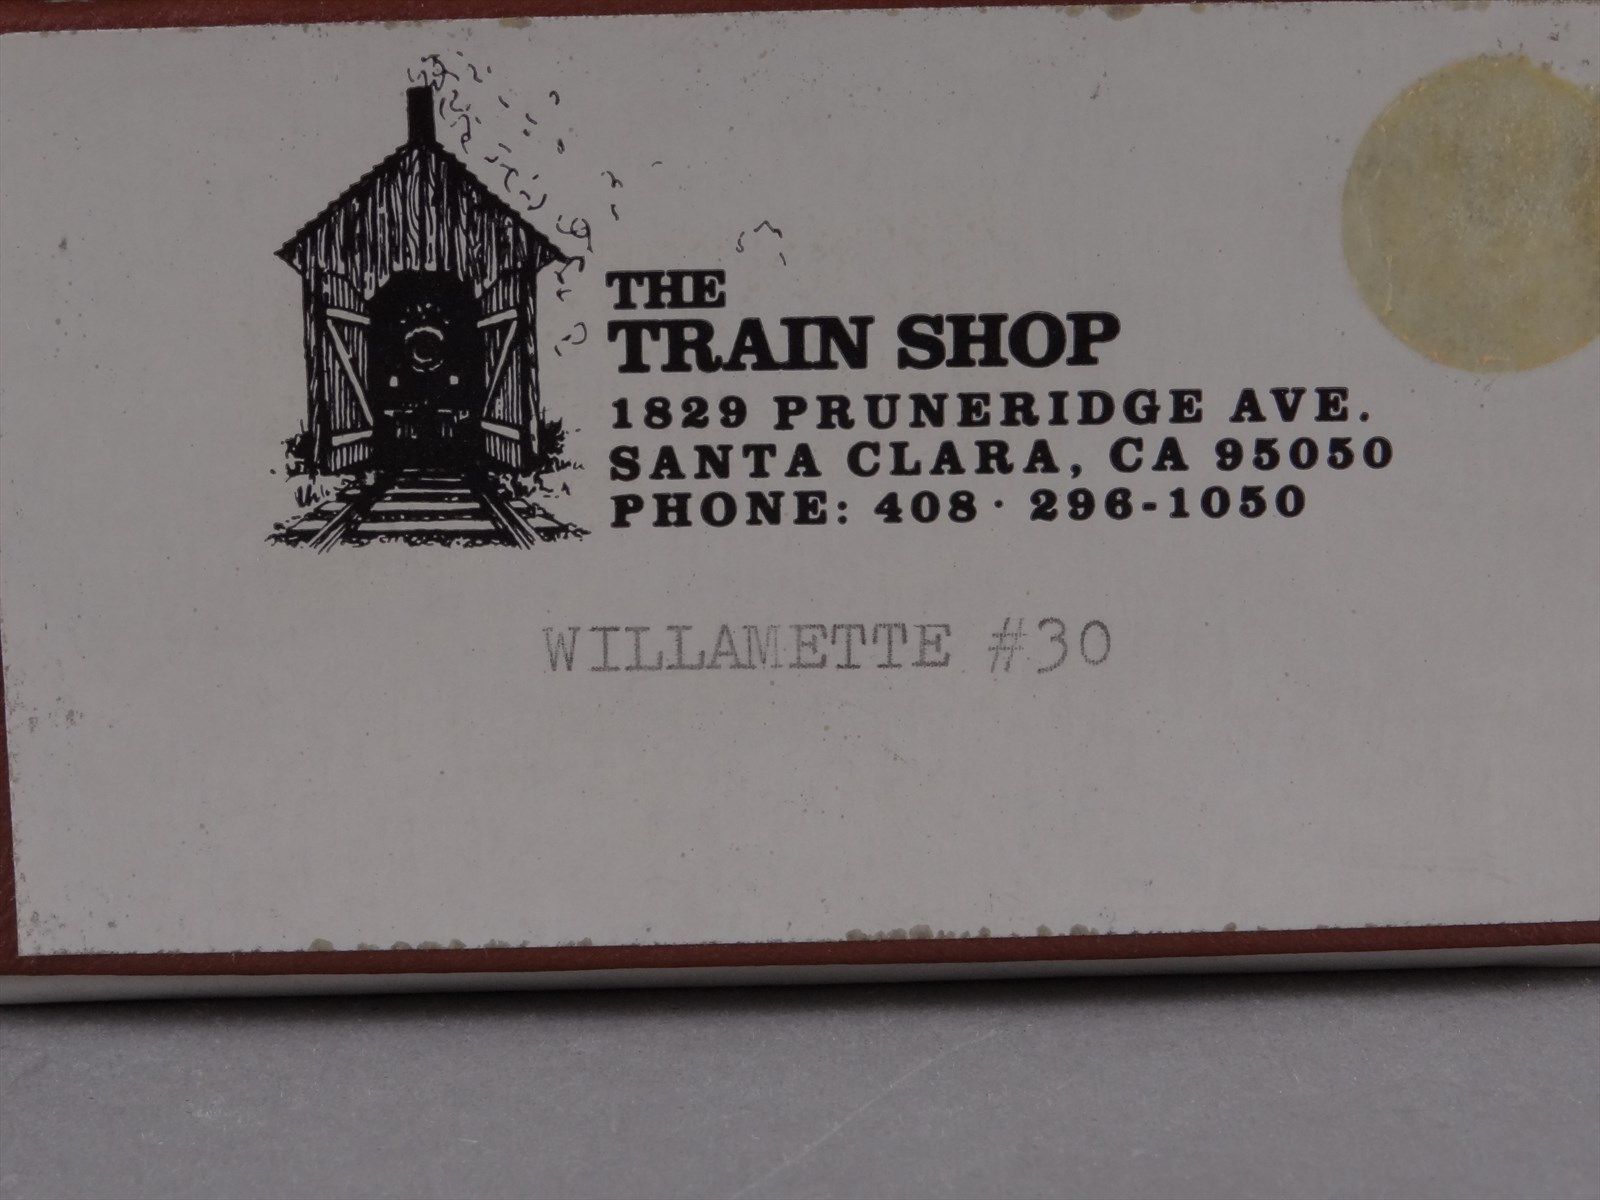 THE
TRAIN SHOP
1829 PRUNERIDGE AVE.
SANTA CLARA, CA 95050
PHONE: 408 · 296-1050
WILLAMETTE #30